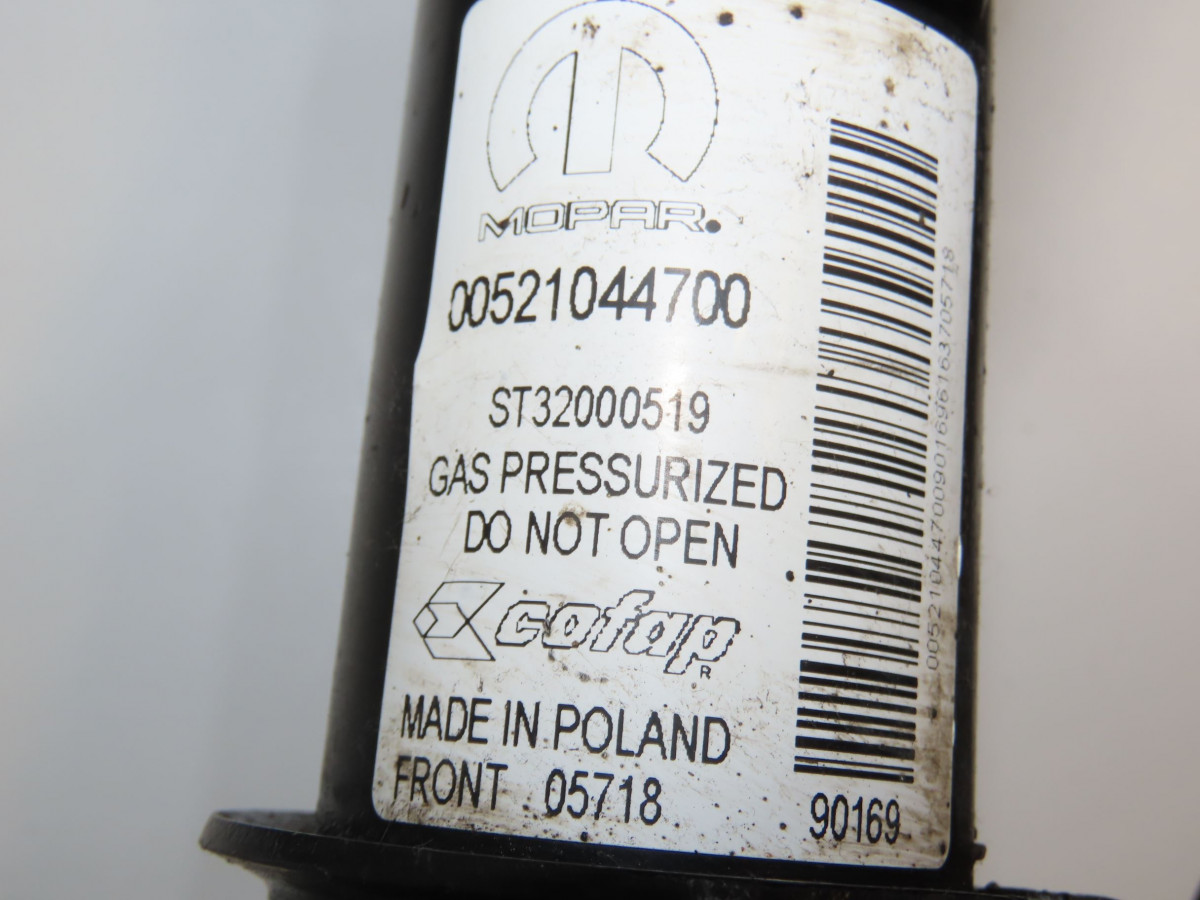 MOPAR.
00521044700
ST32000519
GAS PRESSURIZED
DO NOT OPEN
cofap
R
MADE IN POLAND
FRONT 05718
90169
00521044700901696163705718